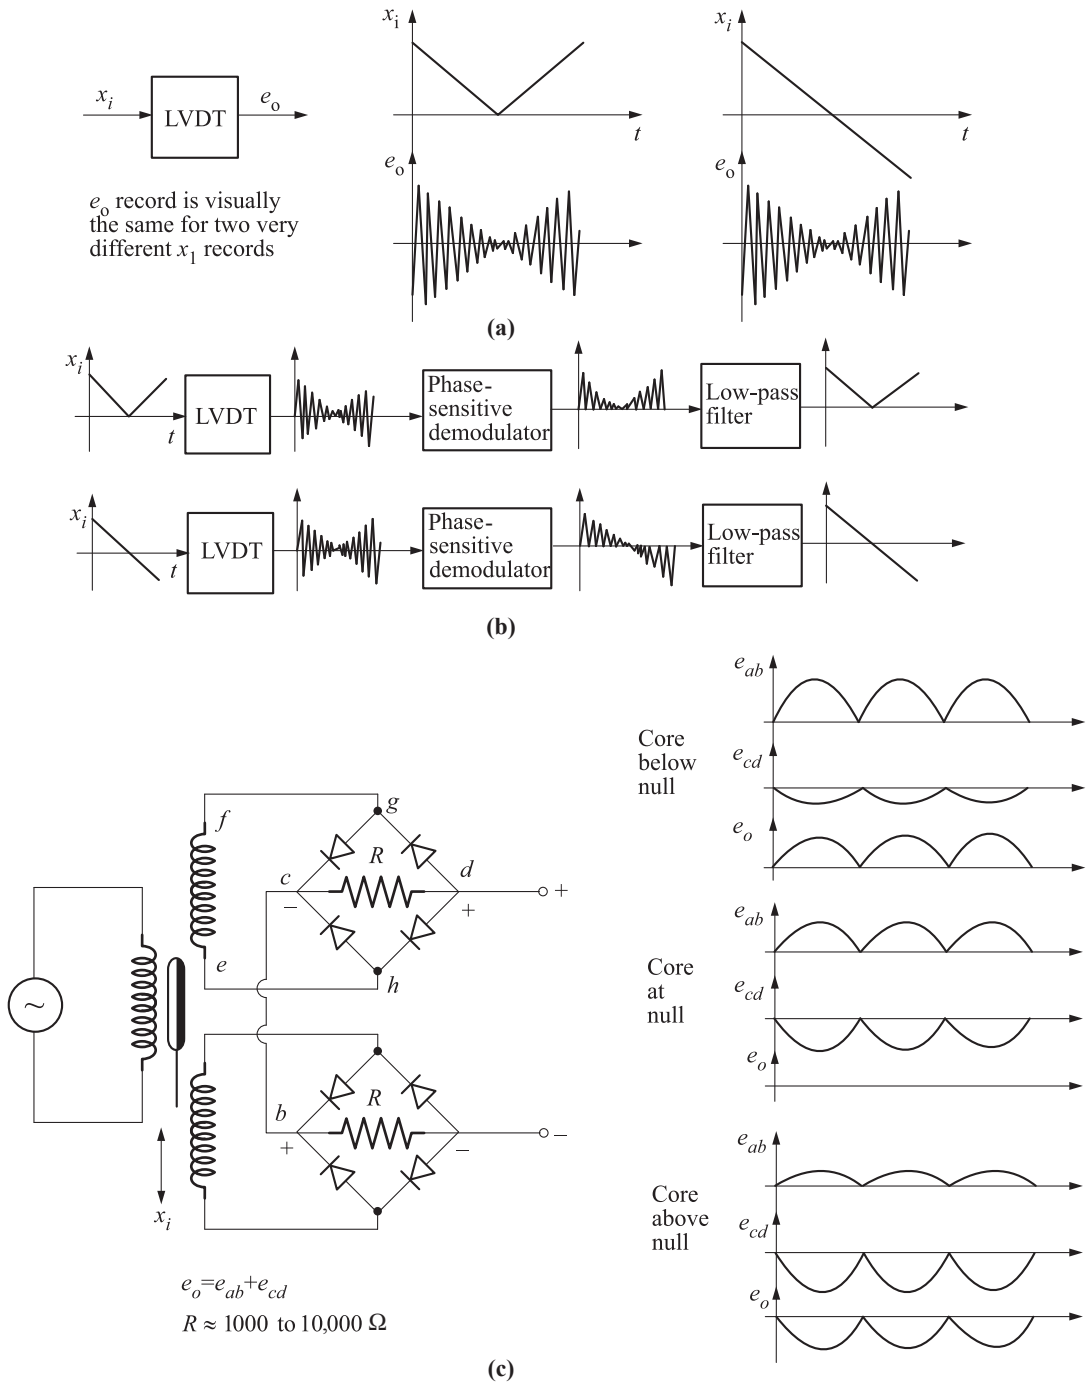 x_i
LVDT
e_o
e_o record is visually
the same for two very
different x_1 records
x_i
t
e_o
x_i
t
e_o
(a)
x_i
t
LVDT
Phase-
sensitive
demodulator
Low-pass
filter
x_i
t
LVDT
Phase-
sensitive
demodulator
Low-pass
filter
(b)
f
g
R
c
d
−
+
+
e
h
~
b
R
+
−
−
x_i
e_o=e_ab+e_cd
R ≈ 1000 to 10,000 Ω
Core
below
null
e_ab
e_cd
e_o
Core
at
null
e_ab
e_cd
e_o
Core
above
null
e_ab
e_cd
e_o
(c)